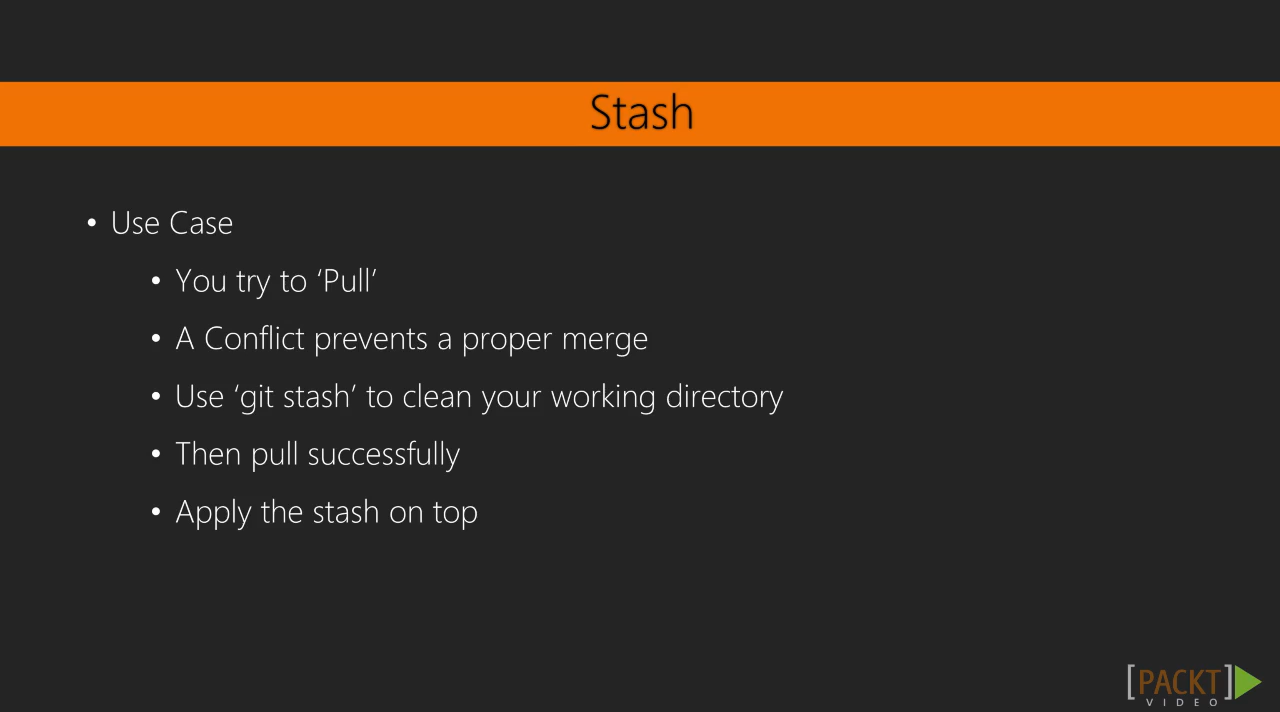 Stash
• Use Case
• You try to ‘Pull’
• A Conflict prevents a proper merge
• Use ‘git stash’ to clean your working directory
• Then pull successfully
• Apply the stash on top
[PACKT]
VIDEO